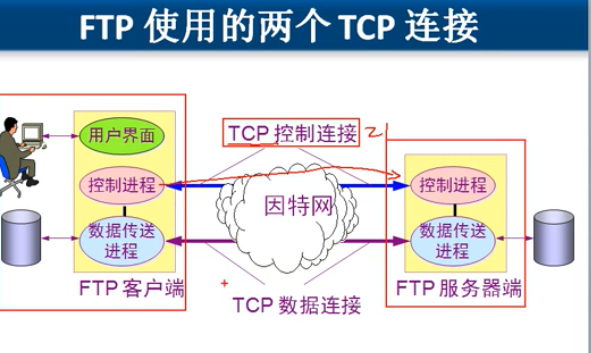 FTP 使用的两个 TCP 连接
TCP 控制连接
用户界面
控制进程
控制进程
因特网
数据传送
进程
数据传送
进程
FTP 客户端
FTP 服务器端
TCP 数据连接